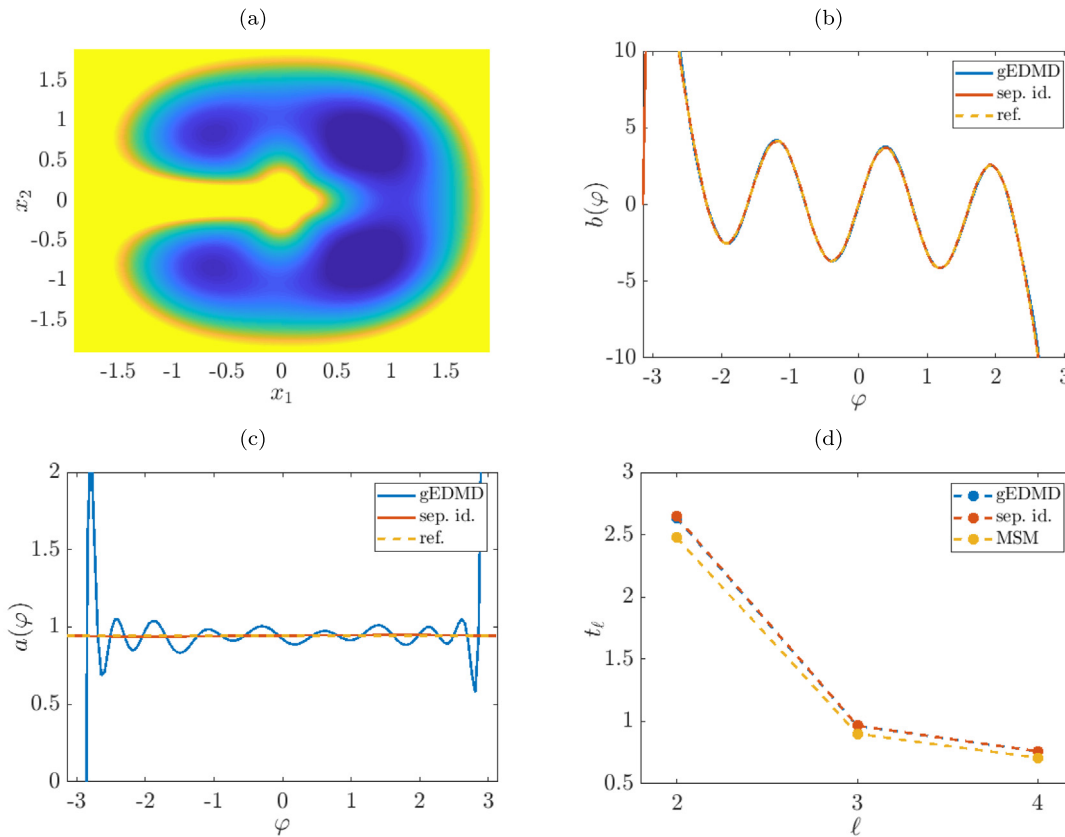 (a)
1.5
1
0.5
0
-0.5
-1
-1.5
x2
-1.5 -1 -0.5 0 0.5 1 1.5
x1
(b)
10
5
0
-5
-10
b(φ)
gEDMD
sep. id.
ref.
-3 -2 -1 0 1 2 3
φ
(c)
2
1.5
1
0.5
0
a(φ)
gEDMD
sep. id.
ref.
-3 -2 -1 0 1 2 3
φ
(d)
3
2.5
2
1.5
1
0.5
tℓ
gEDMD
sep. id.
MSM
2 3 4
ℓ